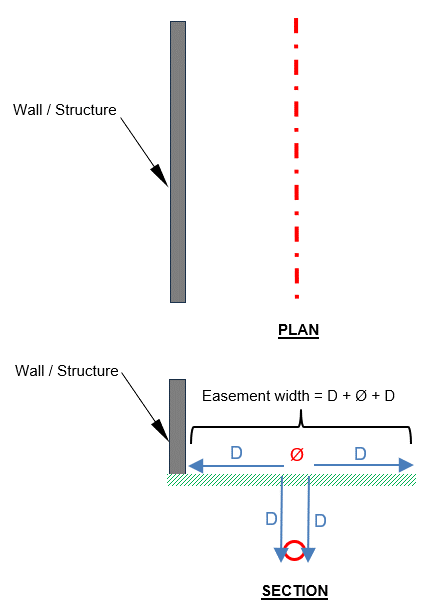 Wall / Structure
PLAN
Wall / Structure
Easement width = D + Ø + D
D Ø D
D D
SECTION